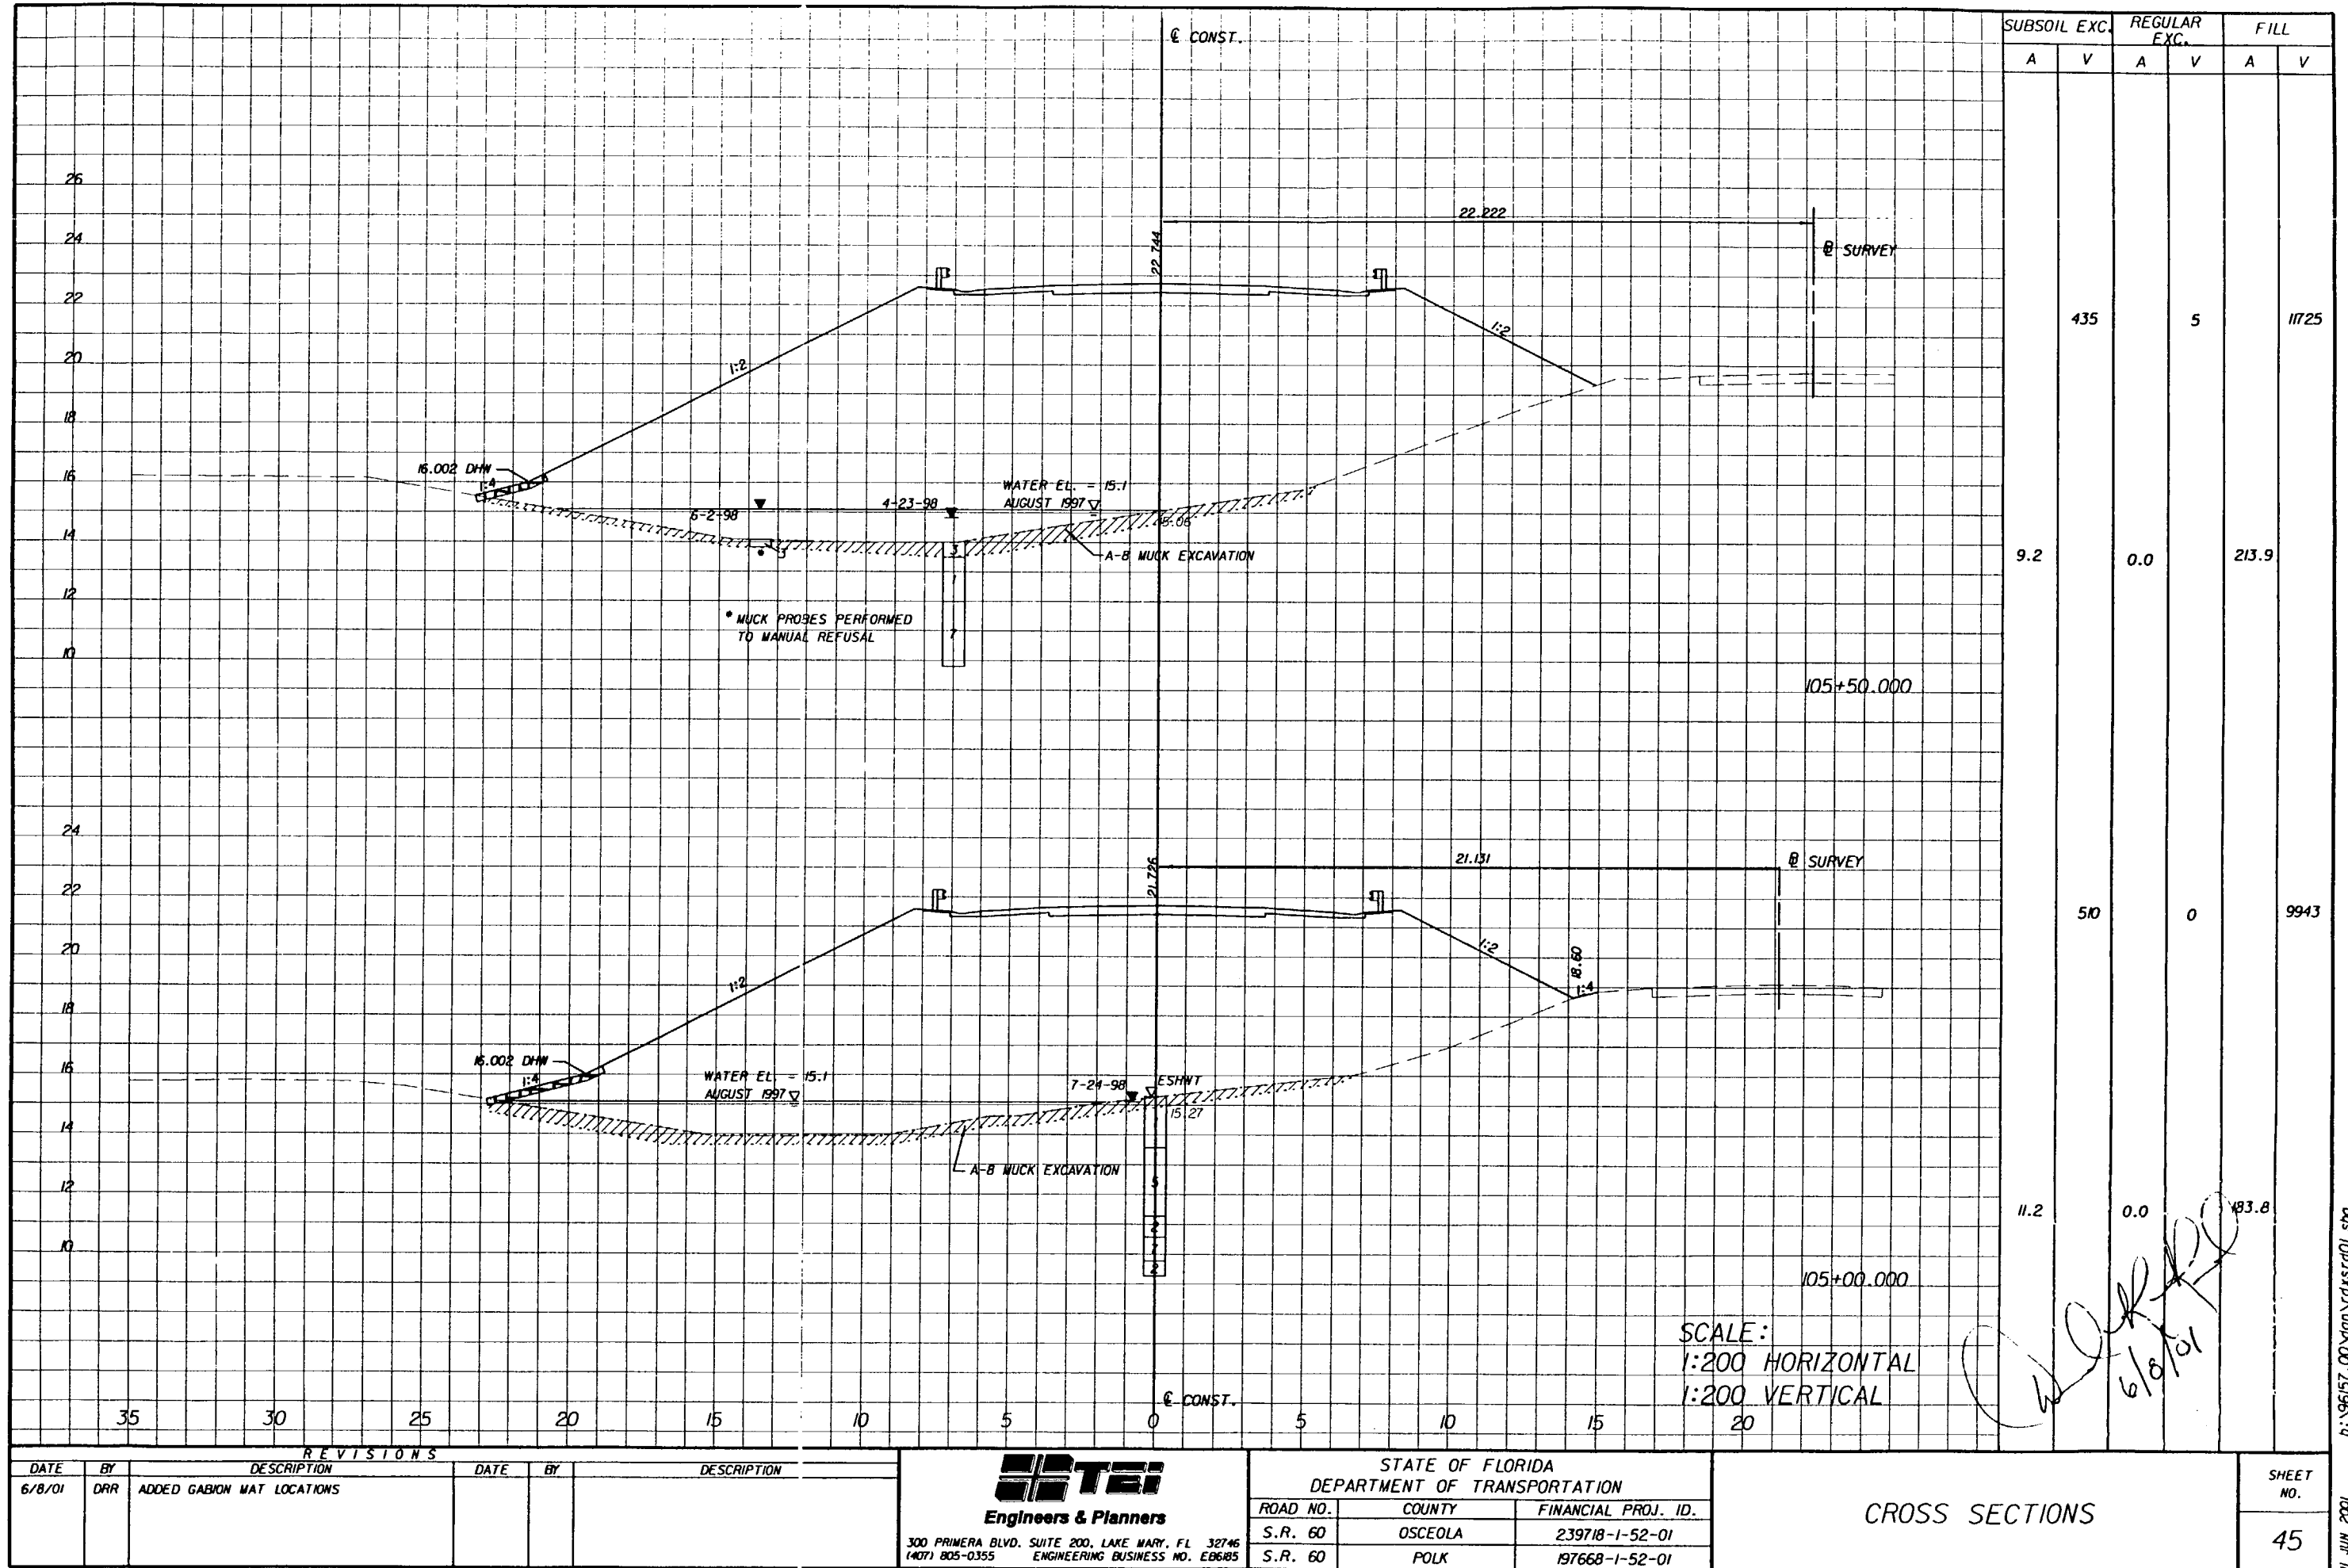 ℄ CONST.
SUBSOIL EXC.
REGULAR EXC.
FILL
A V A V A V
26
24
22
20
18
16
14
12
10
22.222
22.744
℄ SURVEY
1:2
1:2
435 5 11725
16.002 DHW
1:4
6-2-98
4-23-98
WATER EL. = 15.1
AUGUST 1997
15.06
A-8 MUCK EXCAVATION
3
3
1
7
* MUCK PROBES PERFORMED
TO MANUAL REFUSAL
9.2 0.0 213.9
105+50.000
24
22
20
18
16
14
12
10
21.726
21.131
℄ SURVEY
1:2
1:2
18.60
1:4
510 0 9943
16.002 DHW
1:4
WATER EL. = 15.1
AUGUST 1997
7-24-98
ESHWT
15.27
A-8 MUCK EXCAVATION
5
2
7
2
11.2 0.0 183.8
105+00.000
SCALE:
1:200 HORIZONTAL
1:200 VERTICAL
6/8/01
℄ CONST.
35 30 25 20 15 10 5 0 5 10 15 20
REVISIONS
DATE BY DESCRIPTION DATE BY DESCRIPTION
6/8/01 DRR ADDED GABION MAT LOCATIONS
TEI
Engineers & Planners
300 PRIMERA BLVD. SUITE 200, LAKE MARY, FL 32746
(407) 805-0355 ENGINEERING BUSINESS NO. EB6185
STATE OF FLORIDA
DEPARTMENT OF TRANSPORTATION
ROAD NO. COUNTY FINANCIAL PROJ. ID.
S.R. 60 OSCEOLA 239718-1-52-01
S.R. 60 POLK 197668-1-52-01
CROSS SECTIONS
SHEET
NO.
45